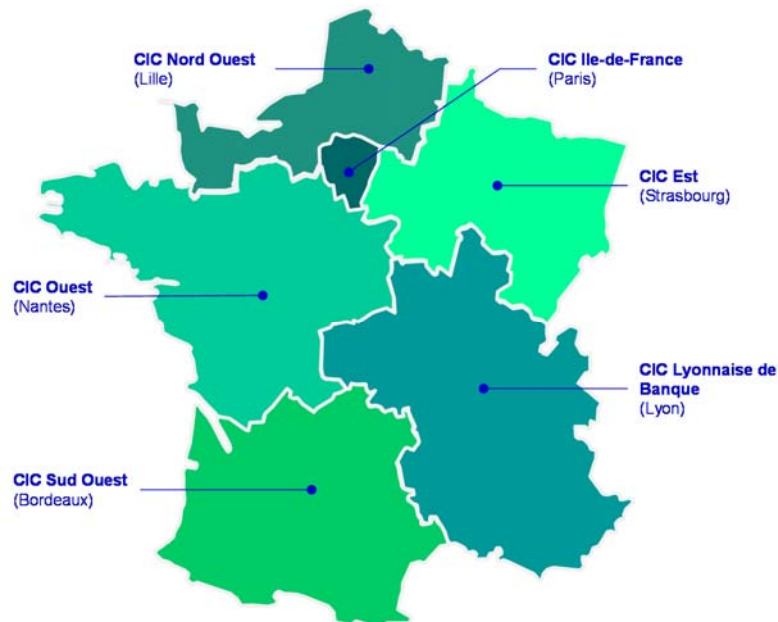 CIC Nord Ouest
(Lille)
CIC Ile-de-France
(Paris)
CIC Est
(Strasbourg)
CIC Ouest
(Nantes)
CIC Lyonnaise de
Banque
(Lyon)
CIC Sud Ouest
(Bordeaux)